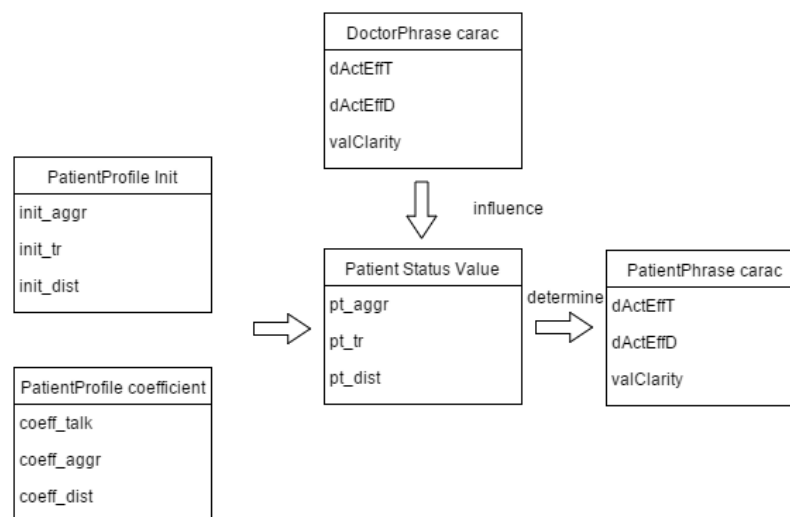 DoctorPhrase carac
dActEffT
dActEffD
valClarity
PatientProfile Init
init_aggr
init_tr
init_dist
influence
Patient Status Value
pt_aggr
pt_tr
pt_dist
determine
PatientPhrase carac
dActEffT
dActEffD
valClarity
PatientProfile coefficient
coeff_talk
coeff_aggr
coeff_dist